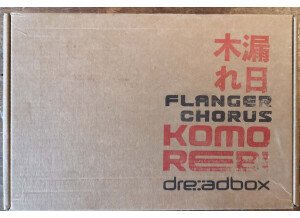 木漏
れ日
FLANGER
CHORUS
KOMO
REBI
dreadbox